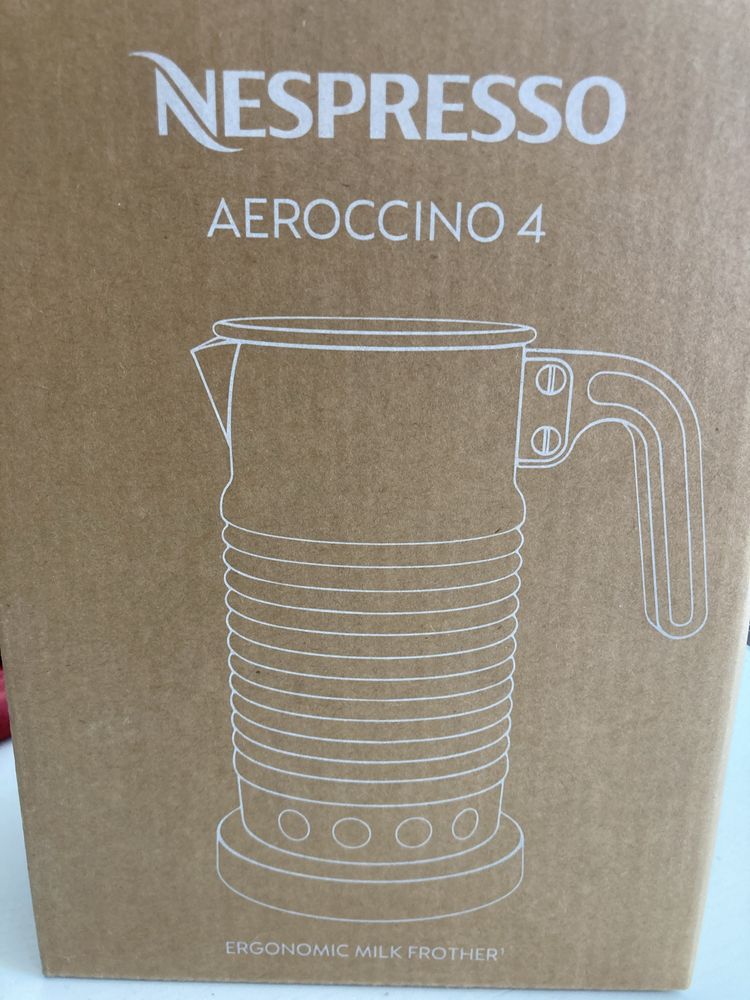 NESPRESSO
AEROCCINO 4
ERGONOMIC MILK FROTHER¹